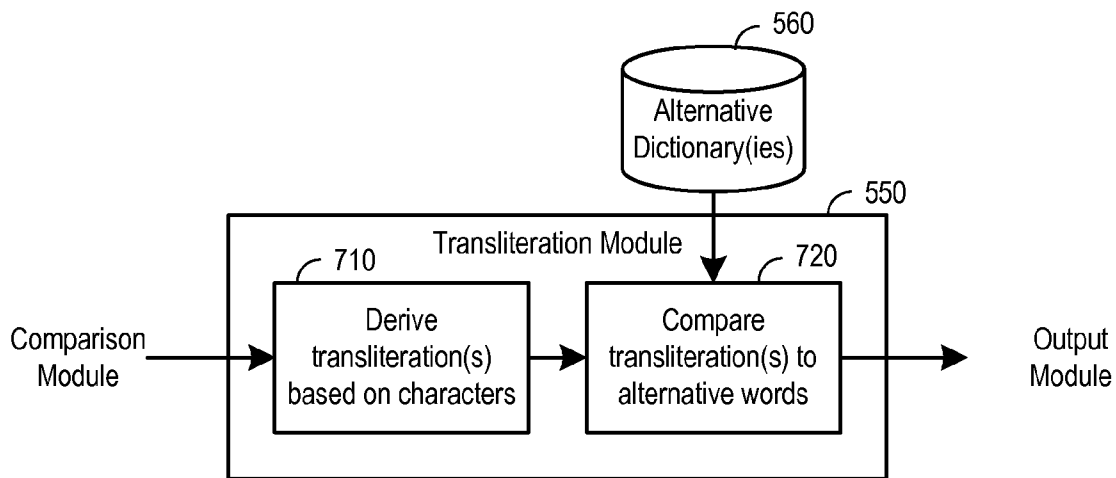 560
Alternative
Dictionary(ies)
550
Transliteration Module
710
720
Comparison
Module
Derive
transliteration(s)
based on characters
Compare
transliteration(s) to
alternative words
Output
Module